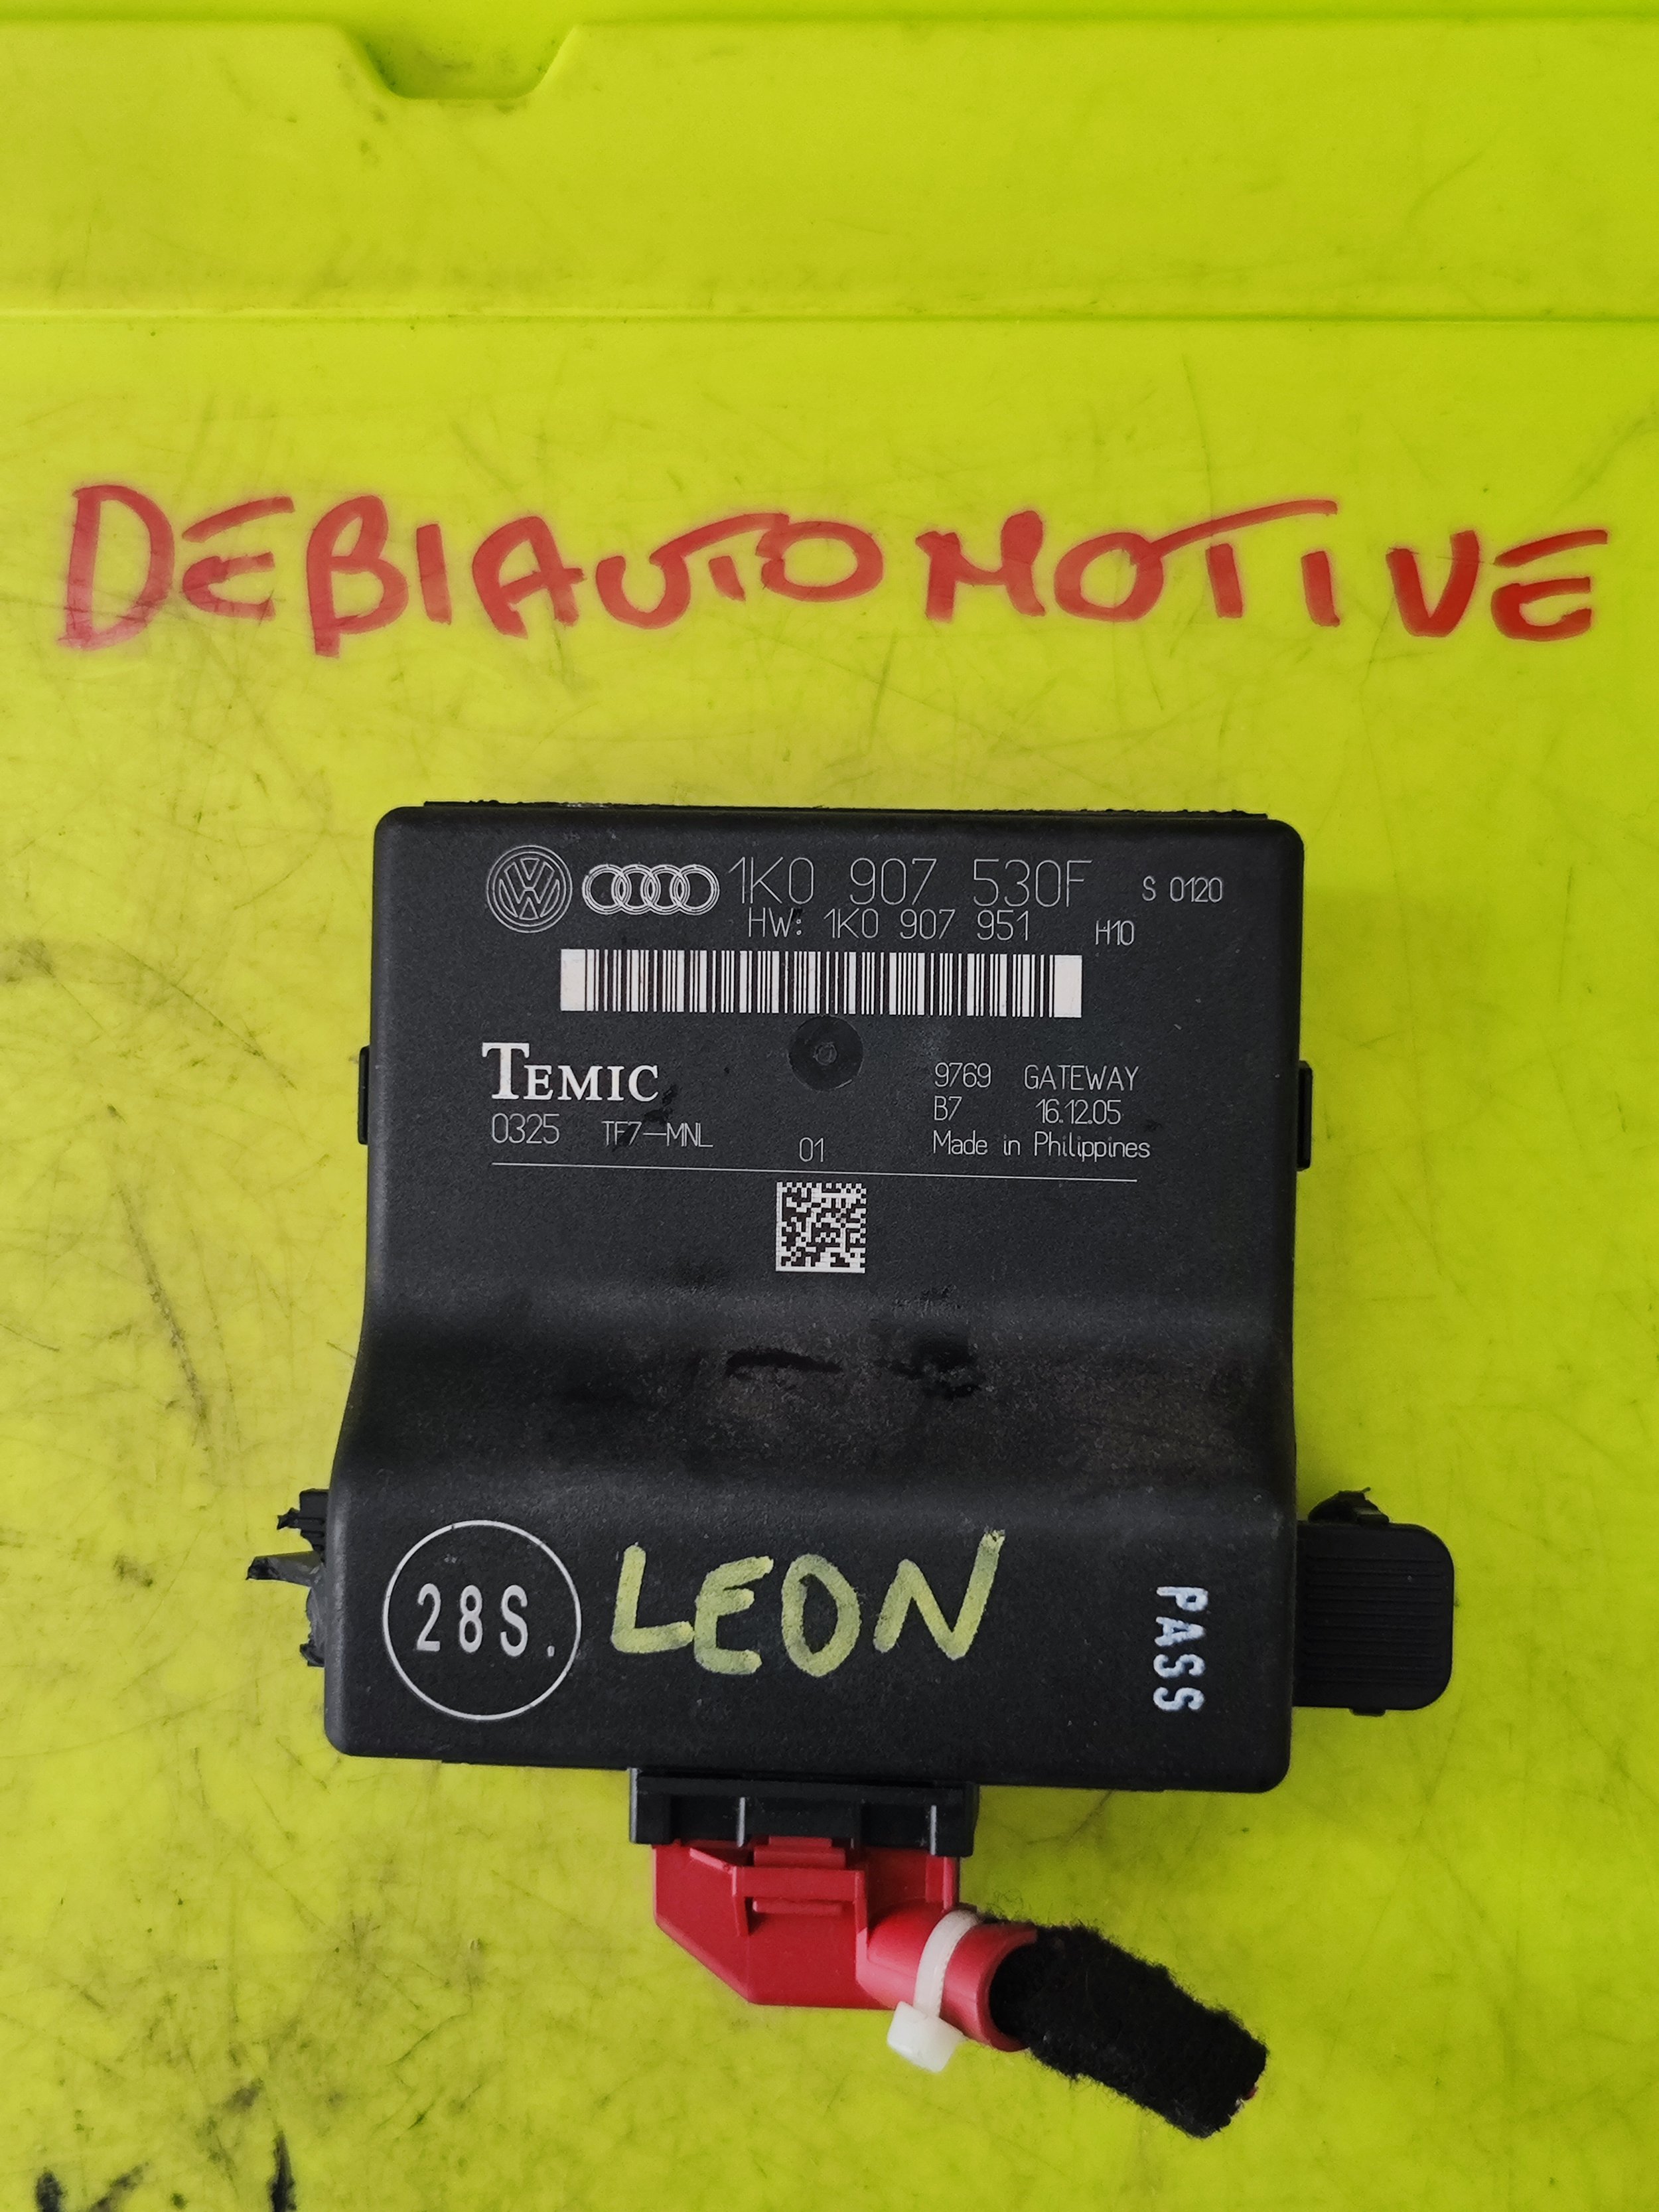 DEBIAUTOMOTIVE
1K0 907 530F S 0120
HW: 1K0 907 951 H10
TEMIC
9769 GATEWAY
B7 16.12.05
0325 TF7-MNL 01 Made in Philippines
28S. LEON PASS